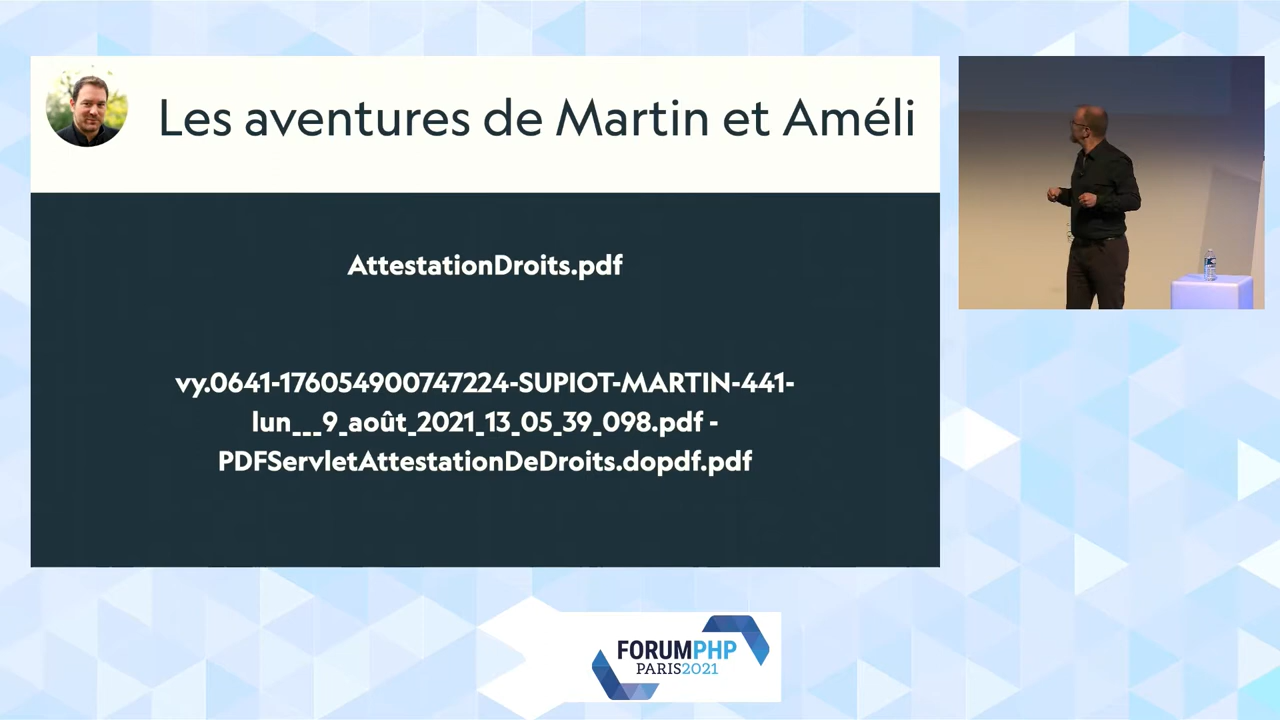 Les aventures de Martin et Améli
AttestationDroits.pdf
vy.0641-176054900747224-SUPIOT-MARTIN-441-
lun___9_août_2021_13_05_39_098.pdf -
PDFServletAttestationDeDroits.dopdf.pdf
FORUMPHP
PARIS2021